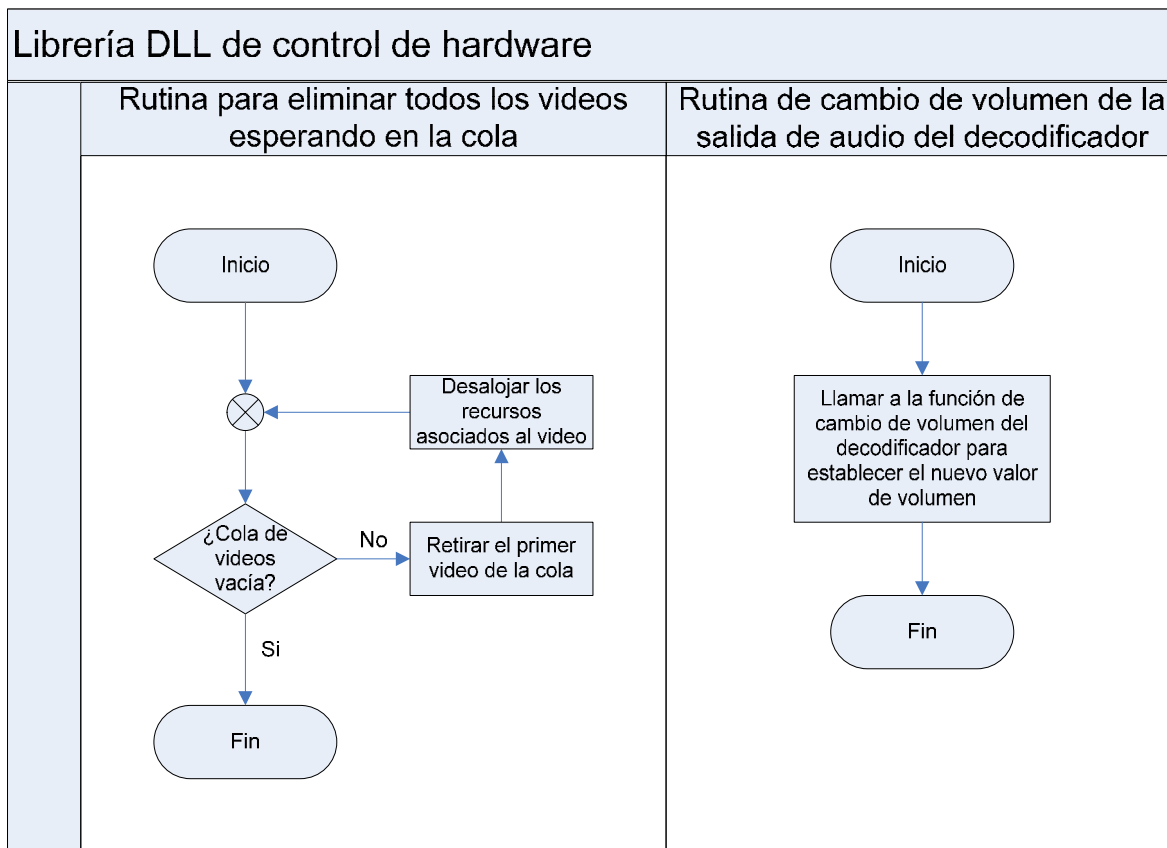 Librería DLL de control de hardware
Rutina para eliminar todos los videos
esperando en la cola
Rutina de cambio de volumen de la
salida de audio del decodificador
Inicio
Desalojar los
recursos
asociados al video
¿Cola de
videos
vacía?
No
Retirar el primer
video de la cola
Si
Fin
Inicio
Llamar a la función de
cambio de volumen del
decodificador para
establecer el nuevo valor
de volumen
Fin